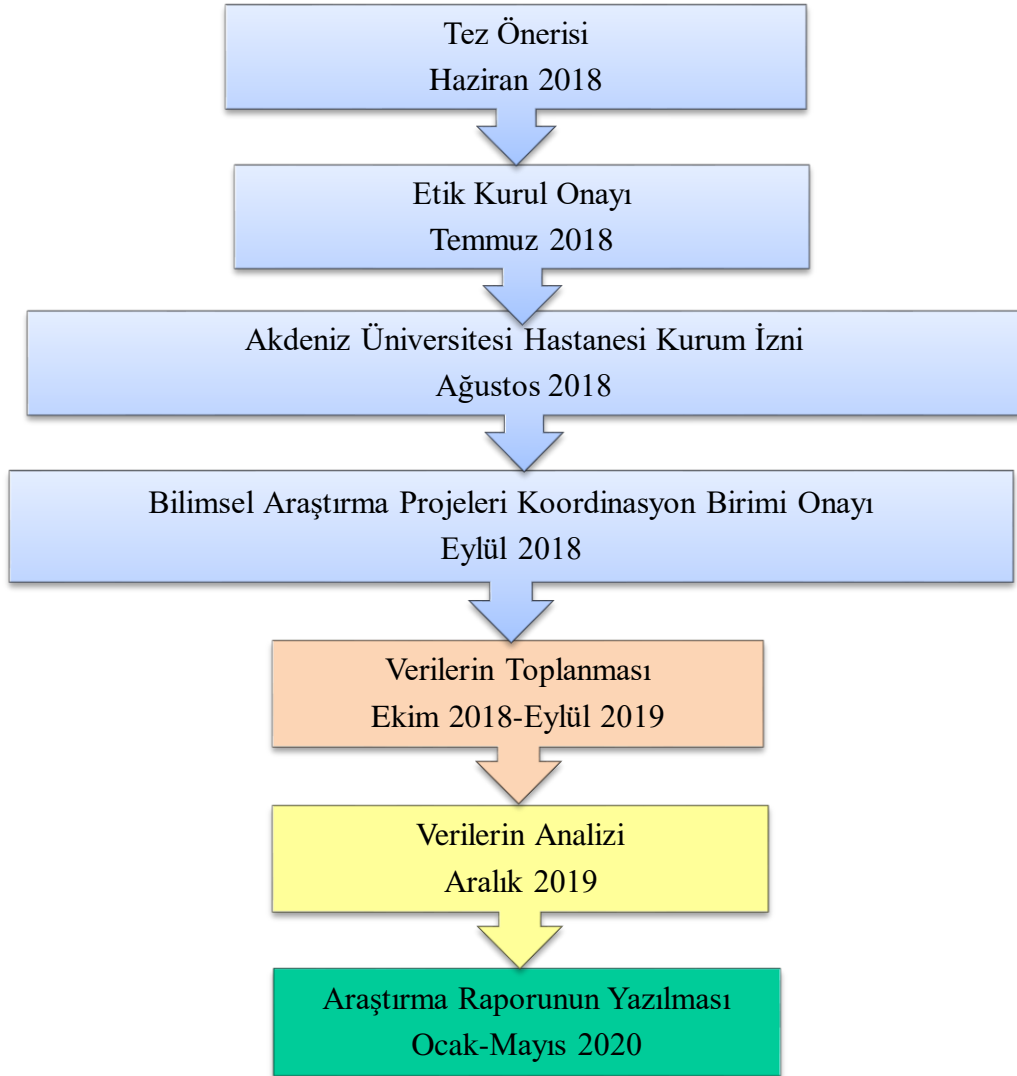 Tez Önerisi
Haziran 2018
Etik Kurul Onayı
Temmuz 2018
Akdeniz Üniversitesi Hastanesi Kurum İzni
Ağustos 2018
Bilimsel Araştırma Projeleri Koordinasyon Birimi Onayı
Eylül 2018
Verilerin Toplanması
Ekim 2018-Eylül 2019
Verilerin Analizi
Aralık 2019
Araştırma Raporunun Yazılması
Ocak-Mayıs 2020